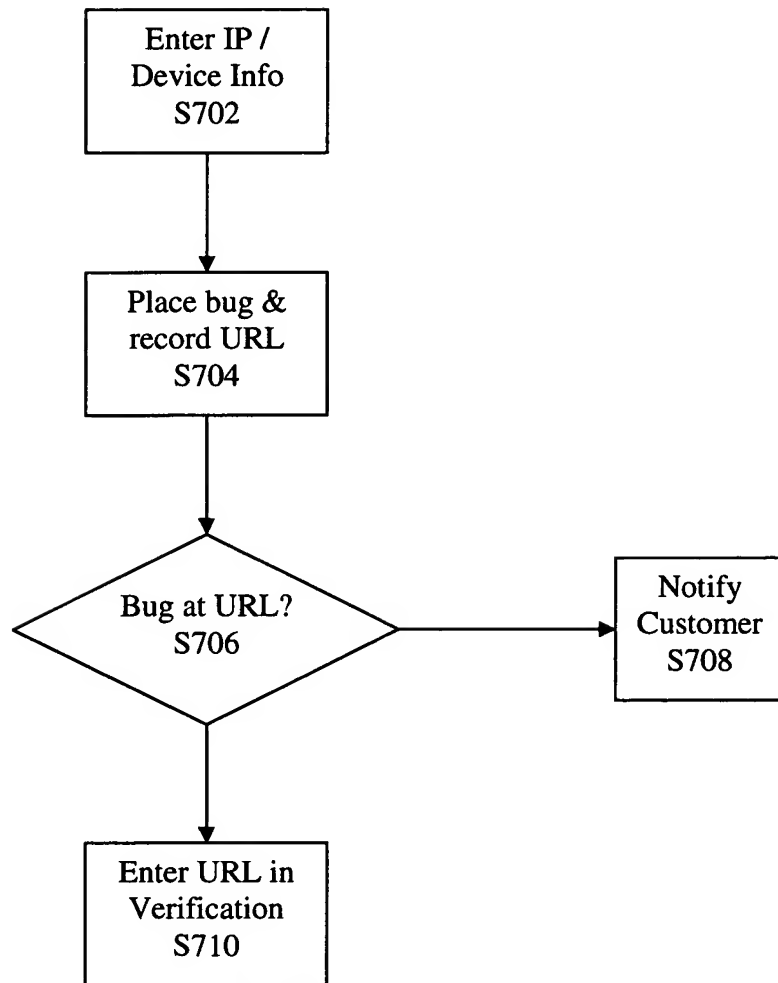 Enter IP /
Device Info
S702
Place bug &
record URL
S704
Bug at URL?
S706
Notify
Customer
S708
Enter URL in
Verification
S710